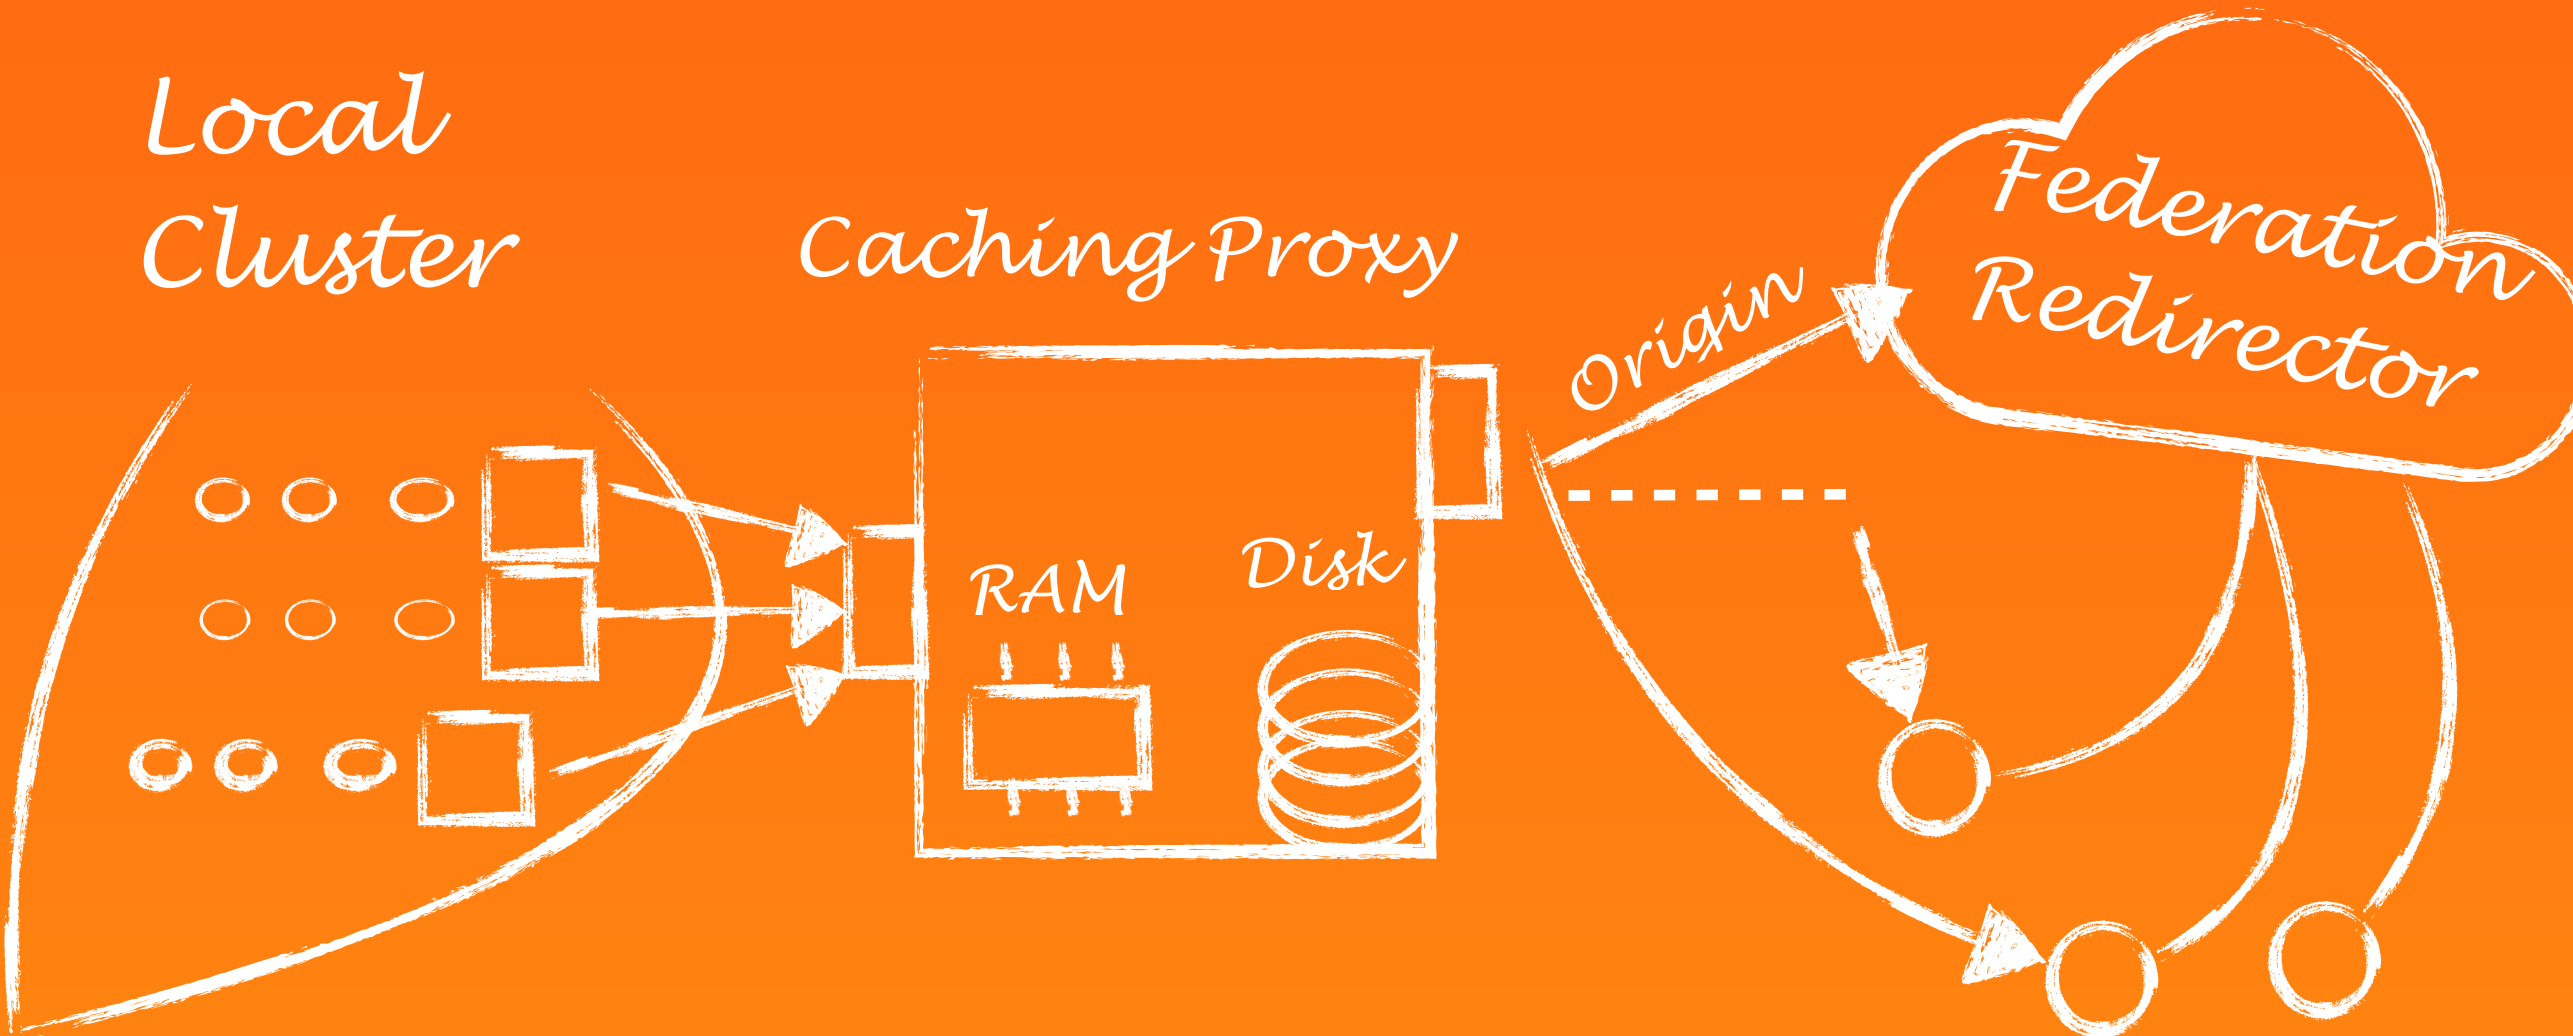 Local
Cluster
Caching Proxy
RAM
Disk
Origin
Federation
Redirector